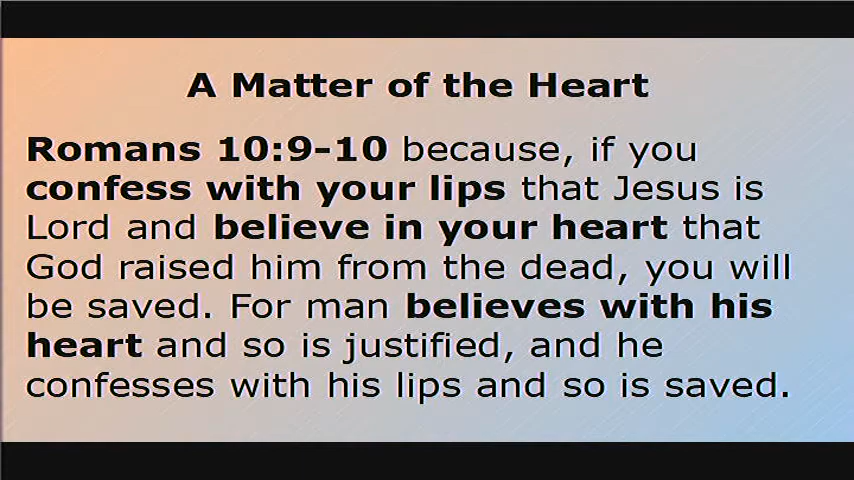 A Matter of the Heart
Romans 10:9-10 because, if you
confess with your lips that Jesus is
Lord and believe in your heart that
God raised him from the dead, you will
be saved. For man believes with his
heart and so is justified, and he
confesses with his lips and so is saved.